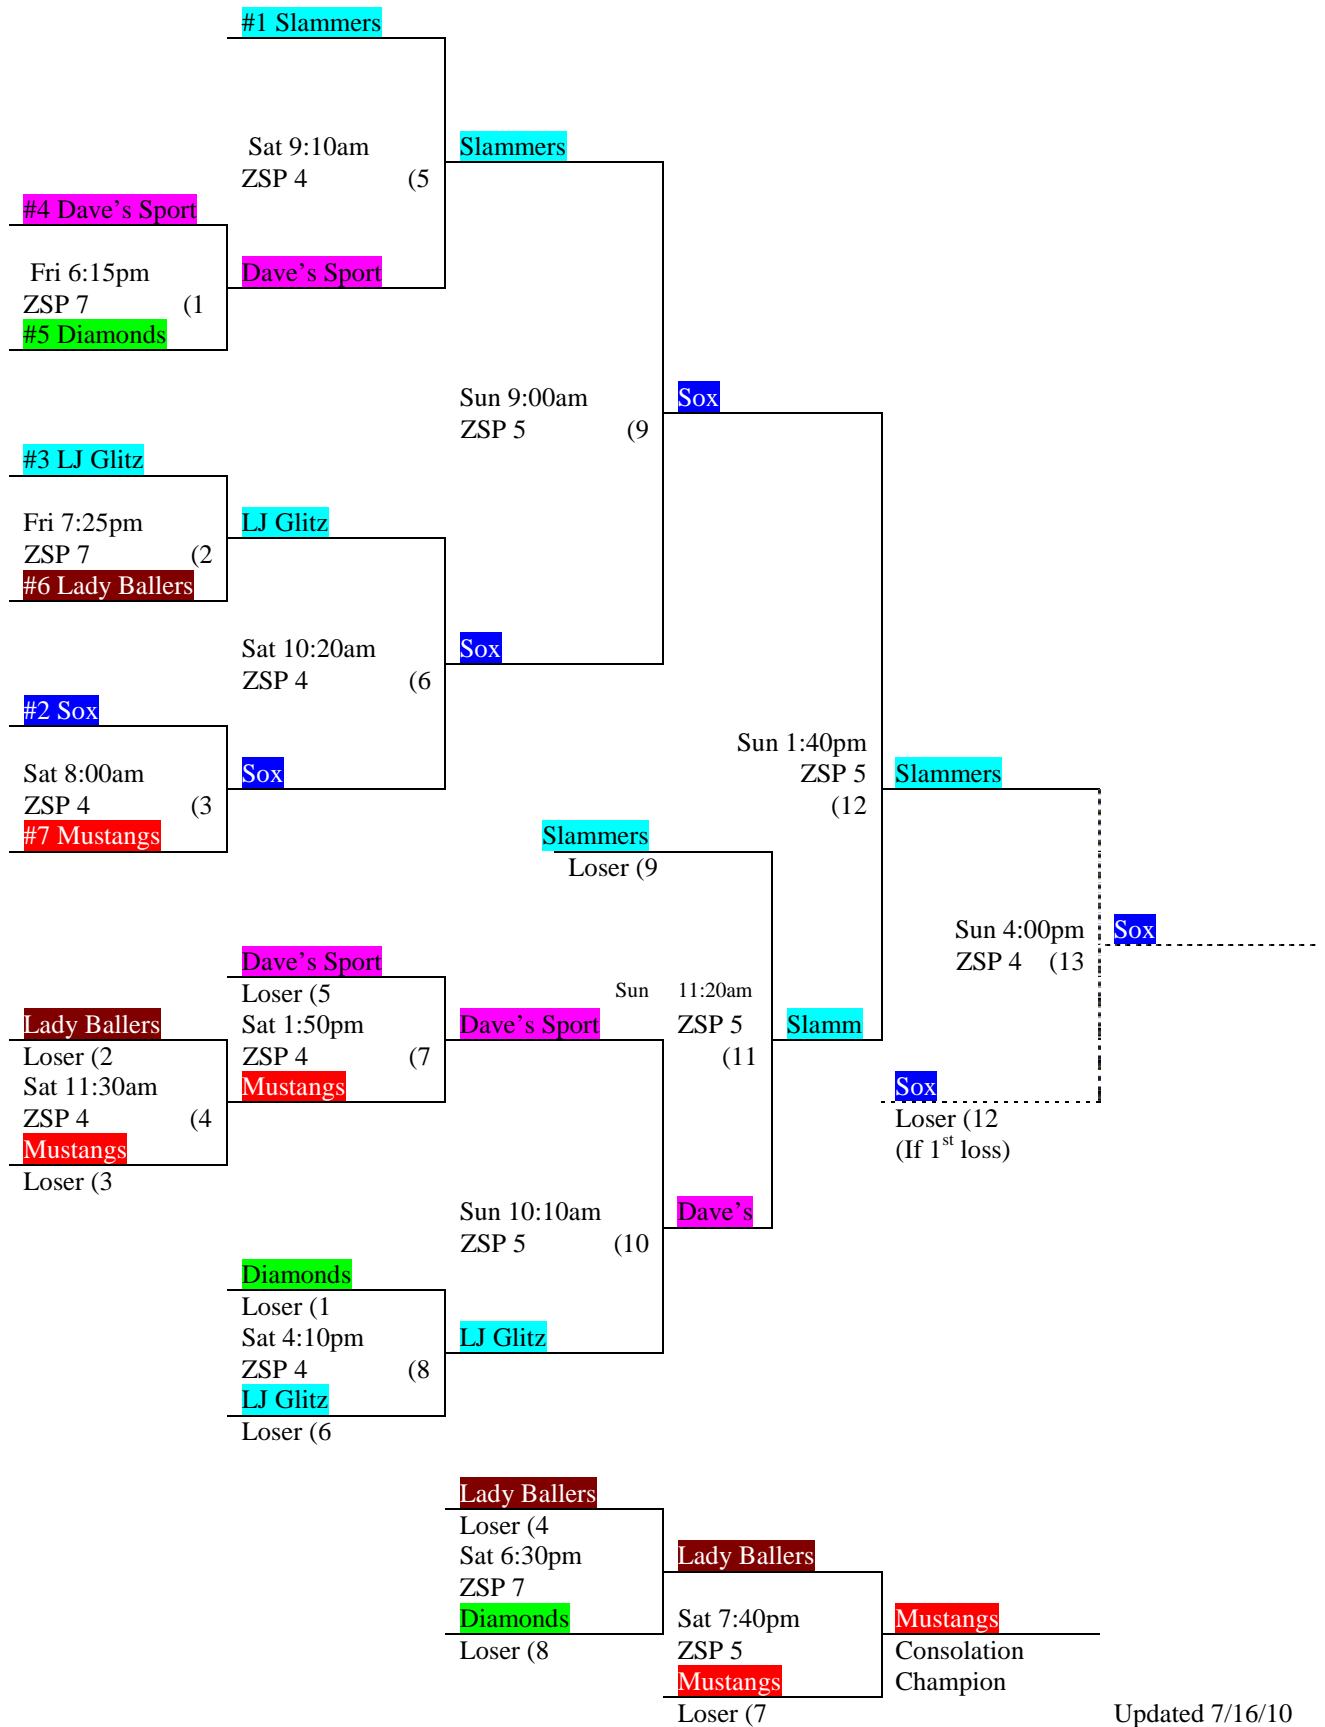 #1 Slammers
Sat 9:10am
ZSP 4 (5
Slammers
#4 Dave's Sport
Fri 6:15pm
ZSP 7 (1
#5 Diamonds
Dave's Sport
Sun 9:00am
ZSP 5 (9
Sox
#3 LJ Glitz
Fri 7:25pm
ZSP 7 (2
#6 Lady Ballers
LJ Glitz
Sat 10:20am
ZSP 4 (6
Sox
#2 Sox
Sat 8:00am
ZSP 4 (3
#7 Mustangs
Sox
Sun 1:40pm
ZSP 5
(12
Slammers
Slammers
Loser (9
Sun 4:00pm
ZSP 4 (13
Sox
Dave's Sport
Loser (5
Sat 1:50pm
ZSP 4 (7
Mustangs
Sun 11:20am
ZSP 5
(11
Dave's Sport
Slamm
Lady Ballers
Loser (2
Sat 11:30am
ZSP 4 (4
Mustangs
Loser (3
Sox
Loser (12
(If 1st loss)
Sun 10:10am
ZSP 5 (10
Dave's
Diamonds
Loser (1
Sat 4:10pm
ZSP 4 (8
LJ Glitz
Loser (6
LJ Glitz
Lady Ballers
Loser (4
Sat 6:30pm
ZSP 7
Diamonds
Loser (8
Lady Ballers
Sat 7:40pm
ZSP 5
Mustangs
Loser (7
Mustangs
Consolation
Champion
Updated 7/16/10